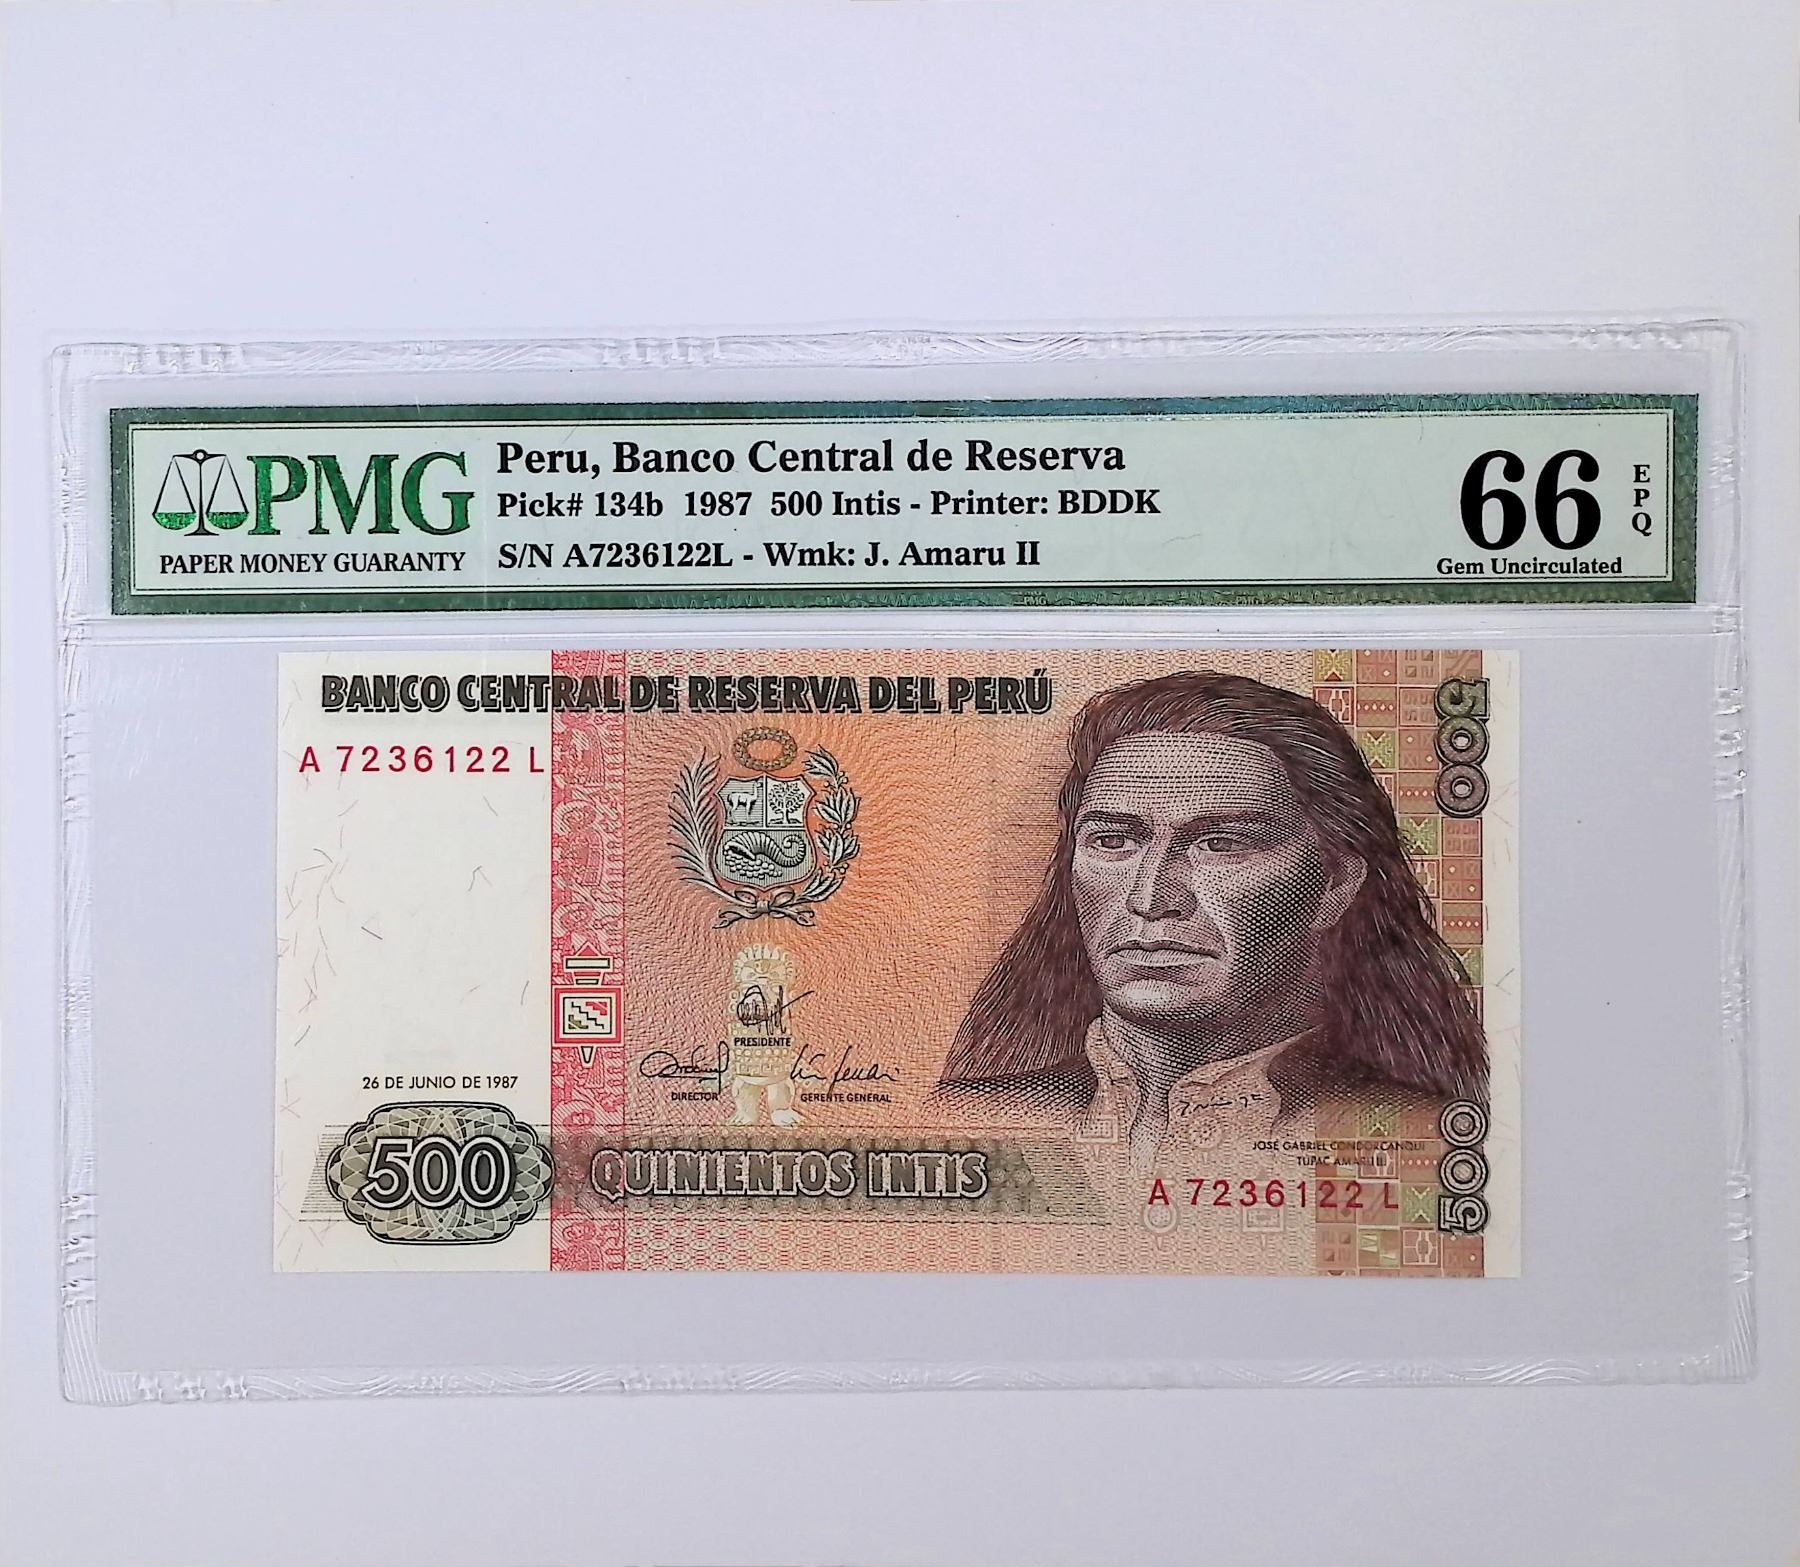 PMG
PAPER MONEY GUARANTY
Peru, Banco Central de Reserva
Pick# 134b 1987 500 Intis - Printer: BDDK
S/N A7236122L - Wmk: J. Amaru II
66
EPQ
Gem Uncirculated
BANCO CENTRAL DE RESERVA DEL PERÚ
A 7236122 L
500
PRESIDENTE
26 DE JUNIO DE 1987
DIRECTOR
GERENTE GENERAL
500
QUINIENTOS INTIS
JOSÉ GABRIEL CONDORCANQUI
TUPAC AMARU II
A 7236122 L
500